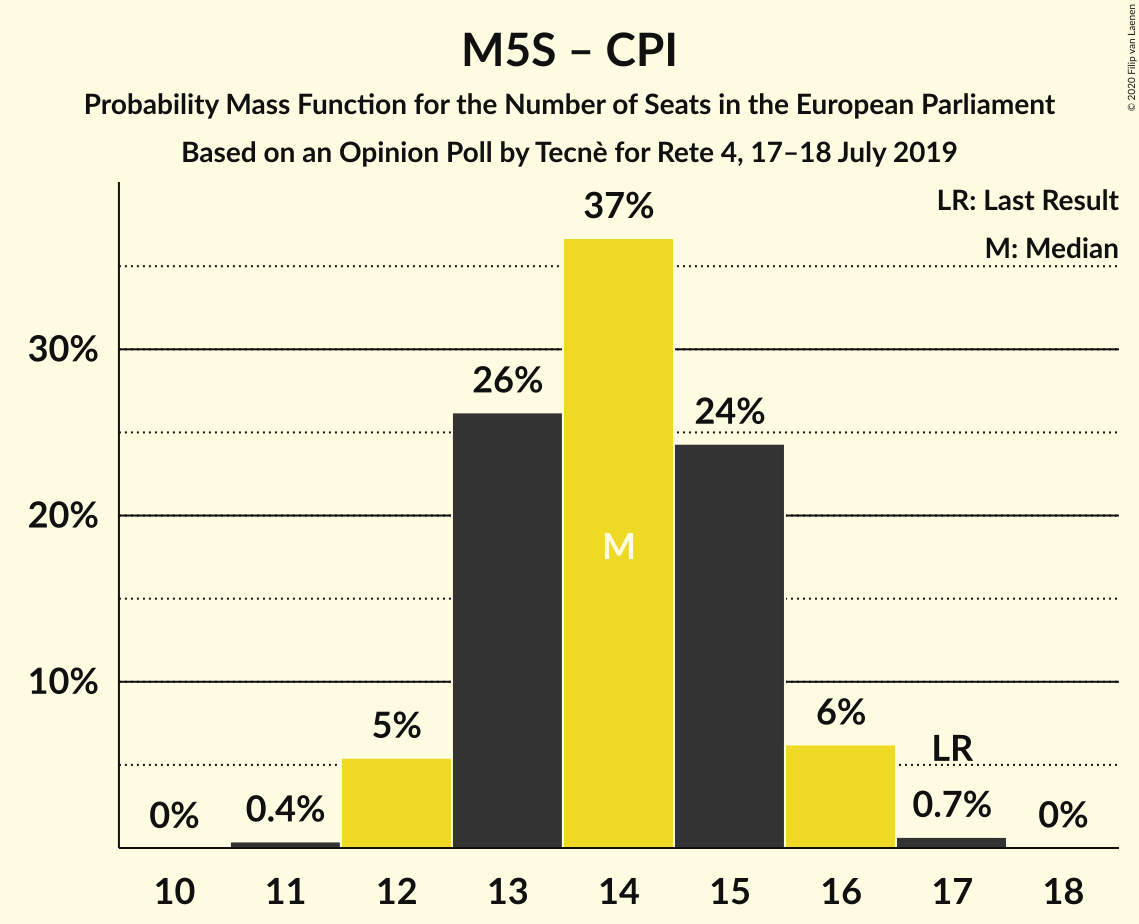 M5S – CPI
Probability Mass Function for the Number of Seats in the European Parliament
Based on an Opinion Poll by Tecnè for Rete 4, 17–18 July 2019
© 2020 Filip van Laenen
LR: Last Result
M: Median
37%
30%
26%
24%
20%
M
10%
6%
5%
LR
0%
0.4%
0.7%
0%
10 11 12 13 14 15 16 17 18